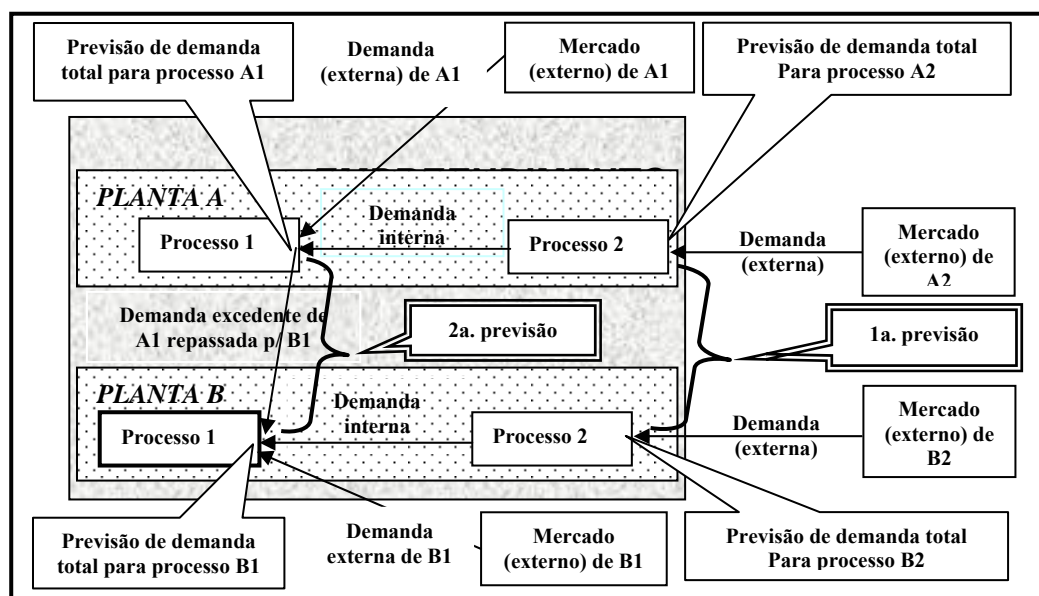 Previsão de demanda
total para processo A1
Demanda
(externa) de A1
Mercado
(externo) de A1
Previsão de demanda total
Para processo A2
PLANTA A
Processo 1
Demanda
interna
Processo 2
Demanda
(externa)
Mercado
(externo) de
A2
Demanda excedente de
A1 repassada p/ B1
2a. previsão
1a. previsão
PLANTA B
Processo 1
Demanda
interna
Processo 2
Demanda
(externa)
Mercado
(externo) de
B2
Previsão de demanda
total para processo B1
Demanda
externa de B1
Mercado
(externo) de B1
Previsão de demanda total
Para processo B2